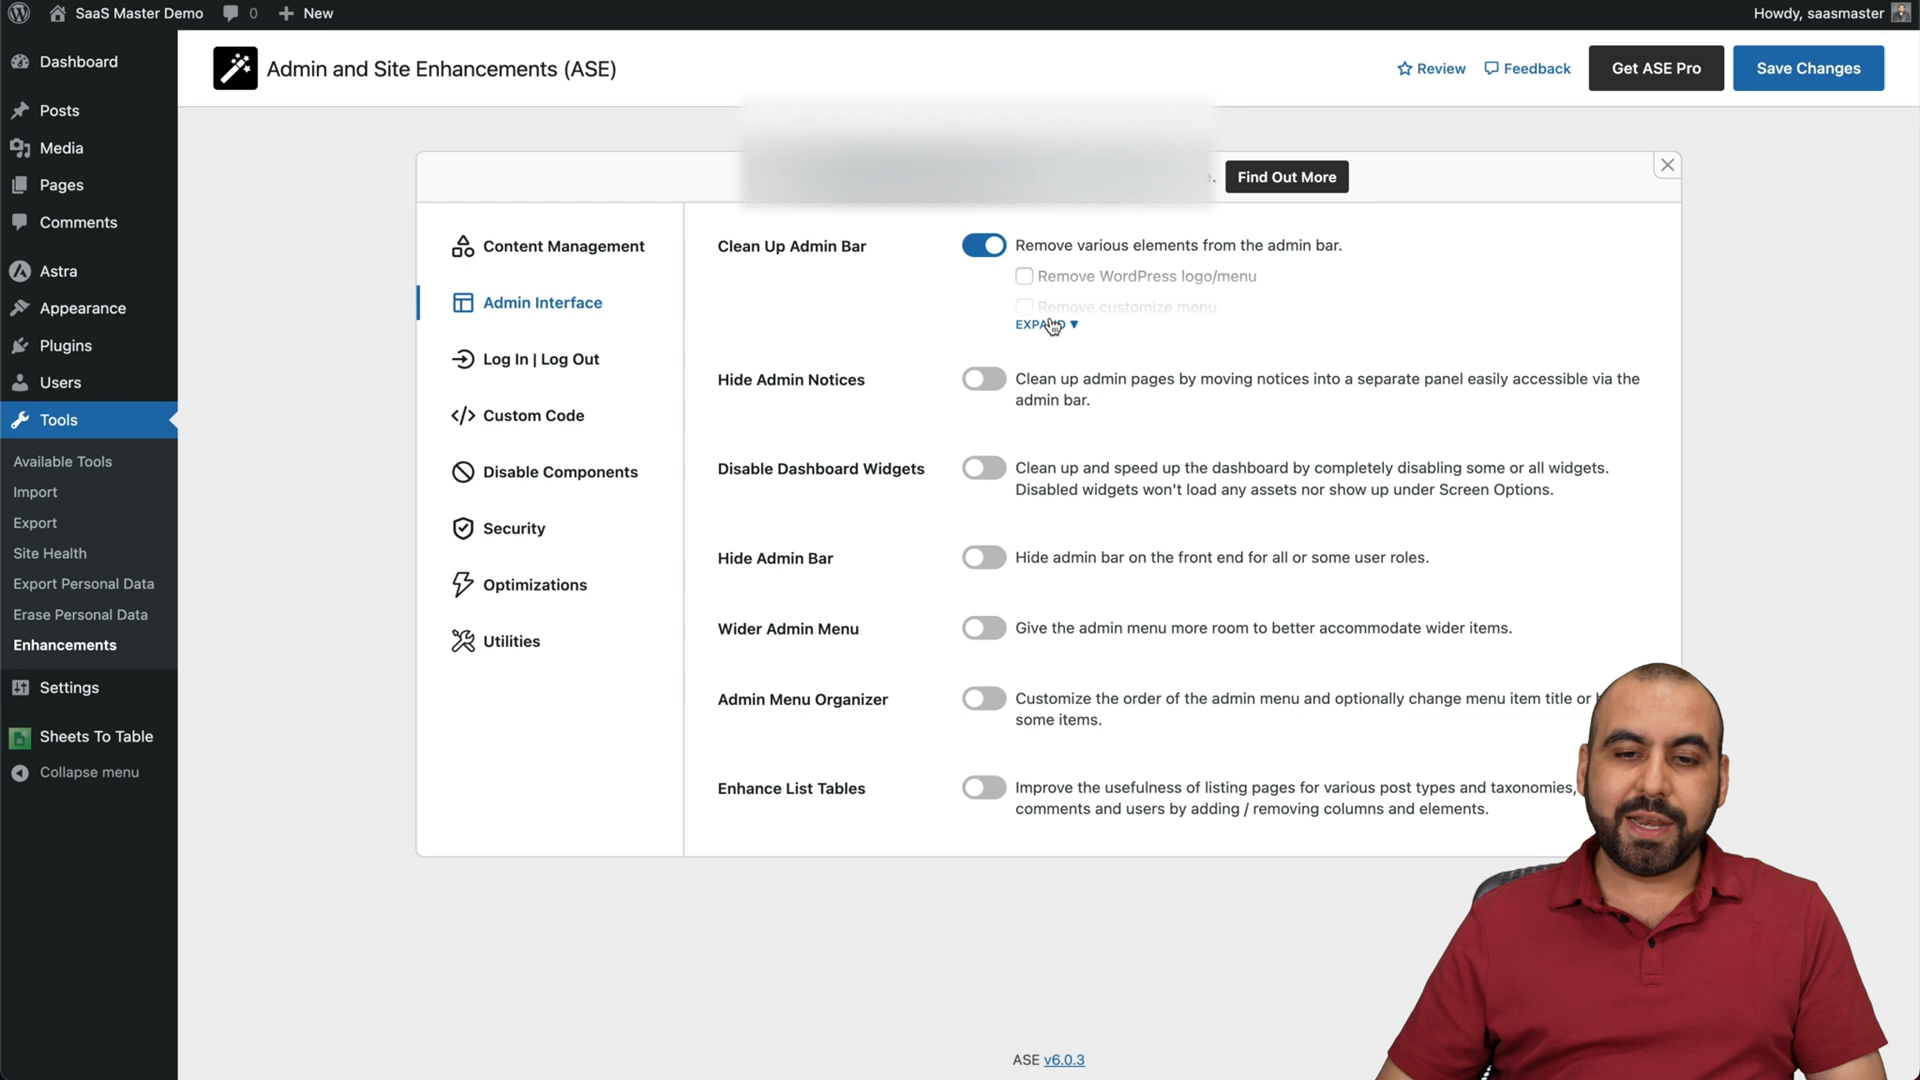 SaaS Master Demo
0
New
Howdy, saasmaster
Dashboard
Posts
Media
Pages
Comments
Astra
Appearance
Plugins
Users
Tools
Available Tools
Import
Export
Site Health
Export Personal Data
Erase Personal Data
Enhancements
Settings
Sheets To Table
Collapse menu
Admin and Site Enhancements (ASE)
Review
Feedback
Get ASE Pro
Save Changes
Find Out More
Content Management
Admin Interface
Log In | Log Out
Custom Code
Disable Components
Security
Optimizations
Utilities
Clean Up Admin Bar
Remove various elements from the admin bar.
Remove WordPress logo/menu
Remove customize menu
Hide Admin Notices
Clean up admin pages by moving notices into a separate panel easily accessible via the
admin bar.
Disable Dashboard Widgets
Clean up and speed up the dashboard by completely disabling some or all widgets.
Disabled widgets won't load any assets nor show up under Screen Options.
Hide Admin Bar
Hide admin bar on the front end for all or some user roles.
Wider Admin Menu
Give the admin menu more room to better accommodate wider items.
Admin Menu Organizer
Customize the order of the admin menu and optionally change menu item title or
some items.
Enhance List Tables
Improve the usefulness of listing pages for various post types and taxonomies,
comments and users by adding / removing columns and elements.
ASE v6.0.3